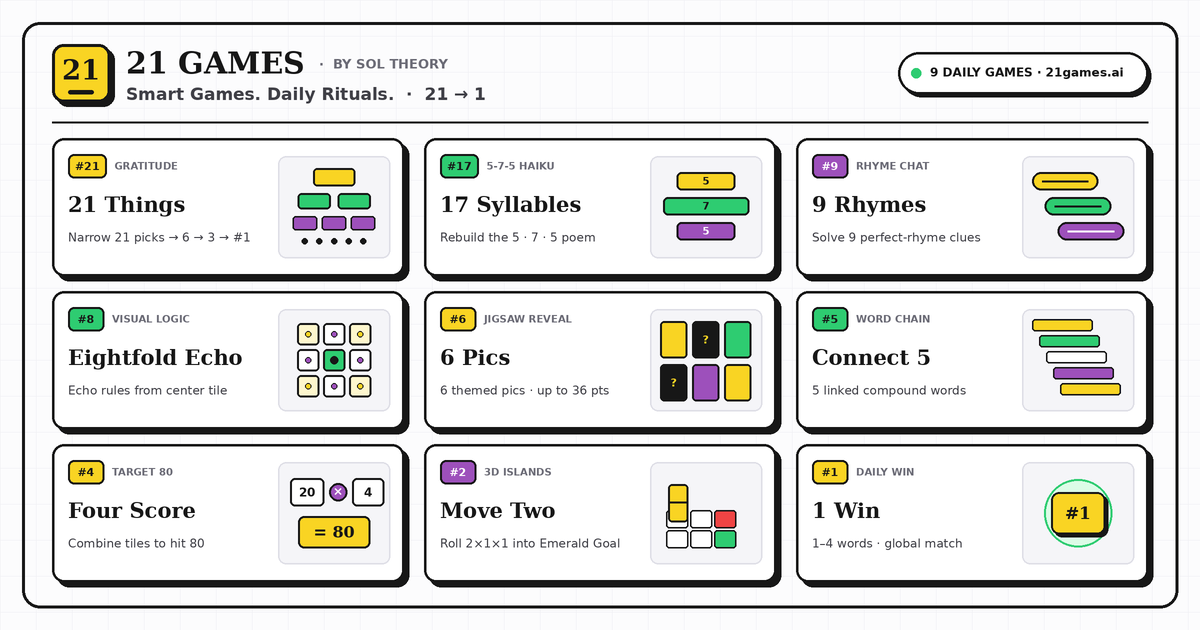 21
21 GAMES · BY SOL THEORY
Smart Games. Daily Rituals. · 21 → 1
9 DAILY GAMES · 21games.ai
#21 GRATITUDE
21 Things
Narrow 21 picks → 6 → 3 → #1
#17 5-7-5 HAIKU
17 Syllables
Rebuild the 5 · 7 · 5 poem
5
7
5
#9 RHYME CHAT
9 Rhymes
Solve 9 perfect-rhyme clues
#8 VISUAL LOGIC
Eightfold Echo
Echo rules from center tile
#6 JIGSAW REVEAL
6 Pics
6 themed pics · up to 36 pts
?
?
#5 WORD CHAIN
Connect 5
5 linked compound words
#4 TARGET 80
Four Score
Combine tiles to hit 80
20 × 4
= 80
#2 3D ISLANDS
Move Two
Roll 2×1×1 into Emerald Goal
#1 DAILY WIN
1 Win
1–4 words · global match
#1